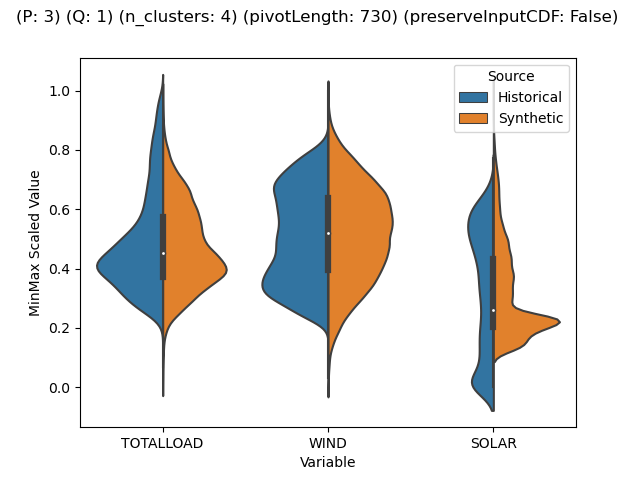 (P: 3) (Q: 1) (n_clusters: 4) (pivotLength: 730) (preserveInputCDF: False)
Source
Historical
Synthetic
MinMax Scaled Value
1.0
0.8
0.6
0.4
0.2
0.0
TOTALLOAD WIND SOLAR
Variable